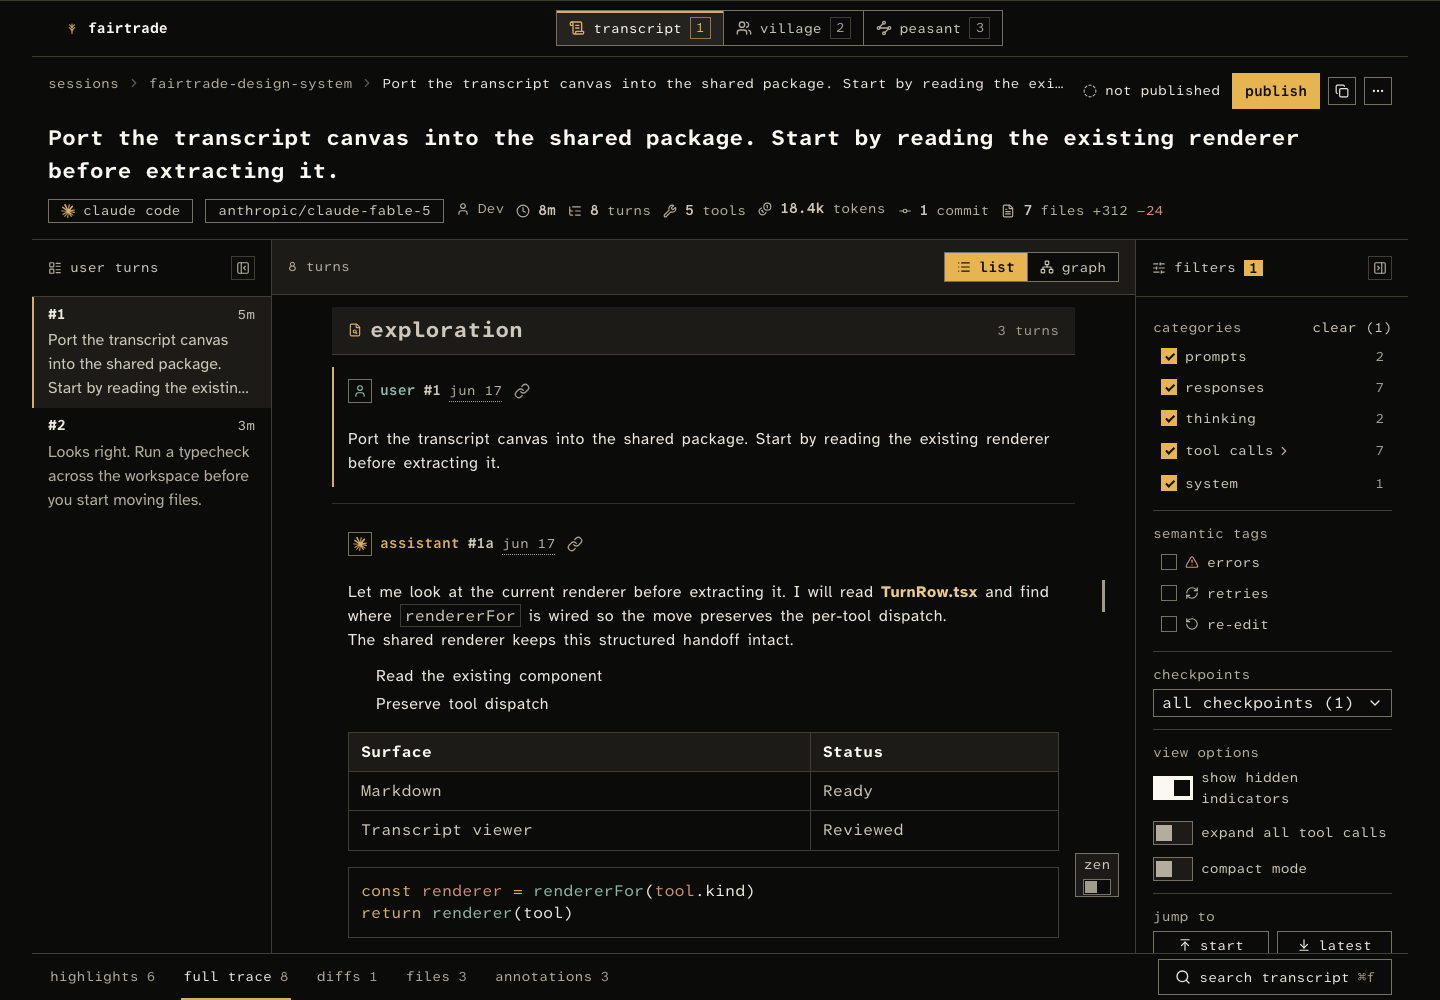 fairtrade
transcript 1
village 2
peasant 3
sessions > fairtrade-design-system > Port the transcript canvas into the shared package. Start by reading the exi…
not published
publish
Port the transcript canvas into the shared package. Start by reading the existing renderer
before extracting it.
claude code
anthropic/claude-fable-5
Dev
8m
8 turns
5 tools
18.4k tokens
1 commit
7 files +312 −24
user turns
#1 5m
Port the transcript canvas
into the shared package.
Start by reading the existin…
#2 3m
Looks right. Run a typecheck
across the workspace before
you start moving files.
8 turns
list
graph
exploration
3 turns
user #1 jun 17
Port the transcript canvas into the shared package. Start by reading the existing renderer
before extracting it.
assistant #1a jun 17
Let me look at the current renderer before extracting it. I will read TurnRow.tsx and find
where rendererFor is wired so the move preserves the per-tool dispatch.
The shared renderer keeps this structured handoff intact.
Read the existing component
Preserve tool dispatch
Surface Status
Markdown Ready
Transcript viewer Reviewed
const renderer = rendererFor(tool.kind)
return renderer(tool)
zen
filters 1
categories clear (1)
prompts 2
responses 7
thinking 2
tool calls > 7
system 1
semantic tags
errors
retries
re-edit
checkpoints
all checkpoints (1)
view options
show hidden
indicators
expand all tool calls
compact mode
jump to
start
latest
highlights 6
full trace 8
diffs 1
files 3
annotations 3
search transcript ⌘f